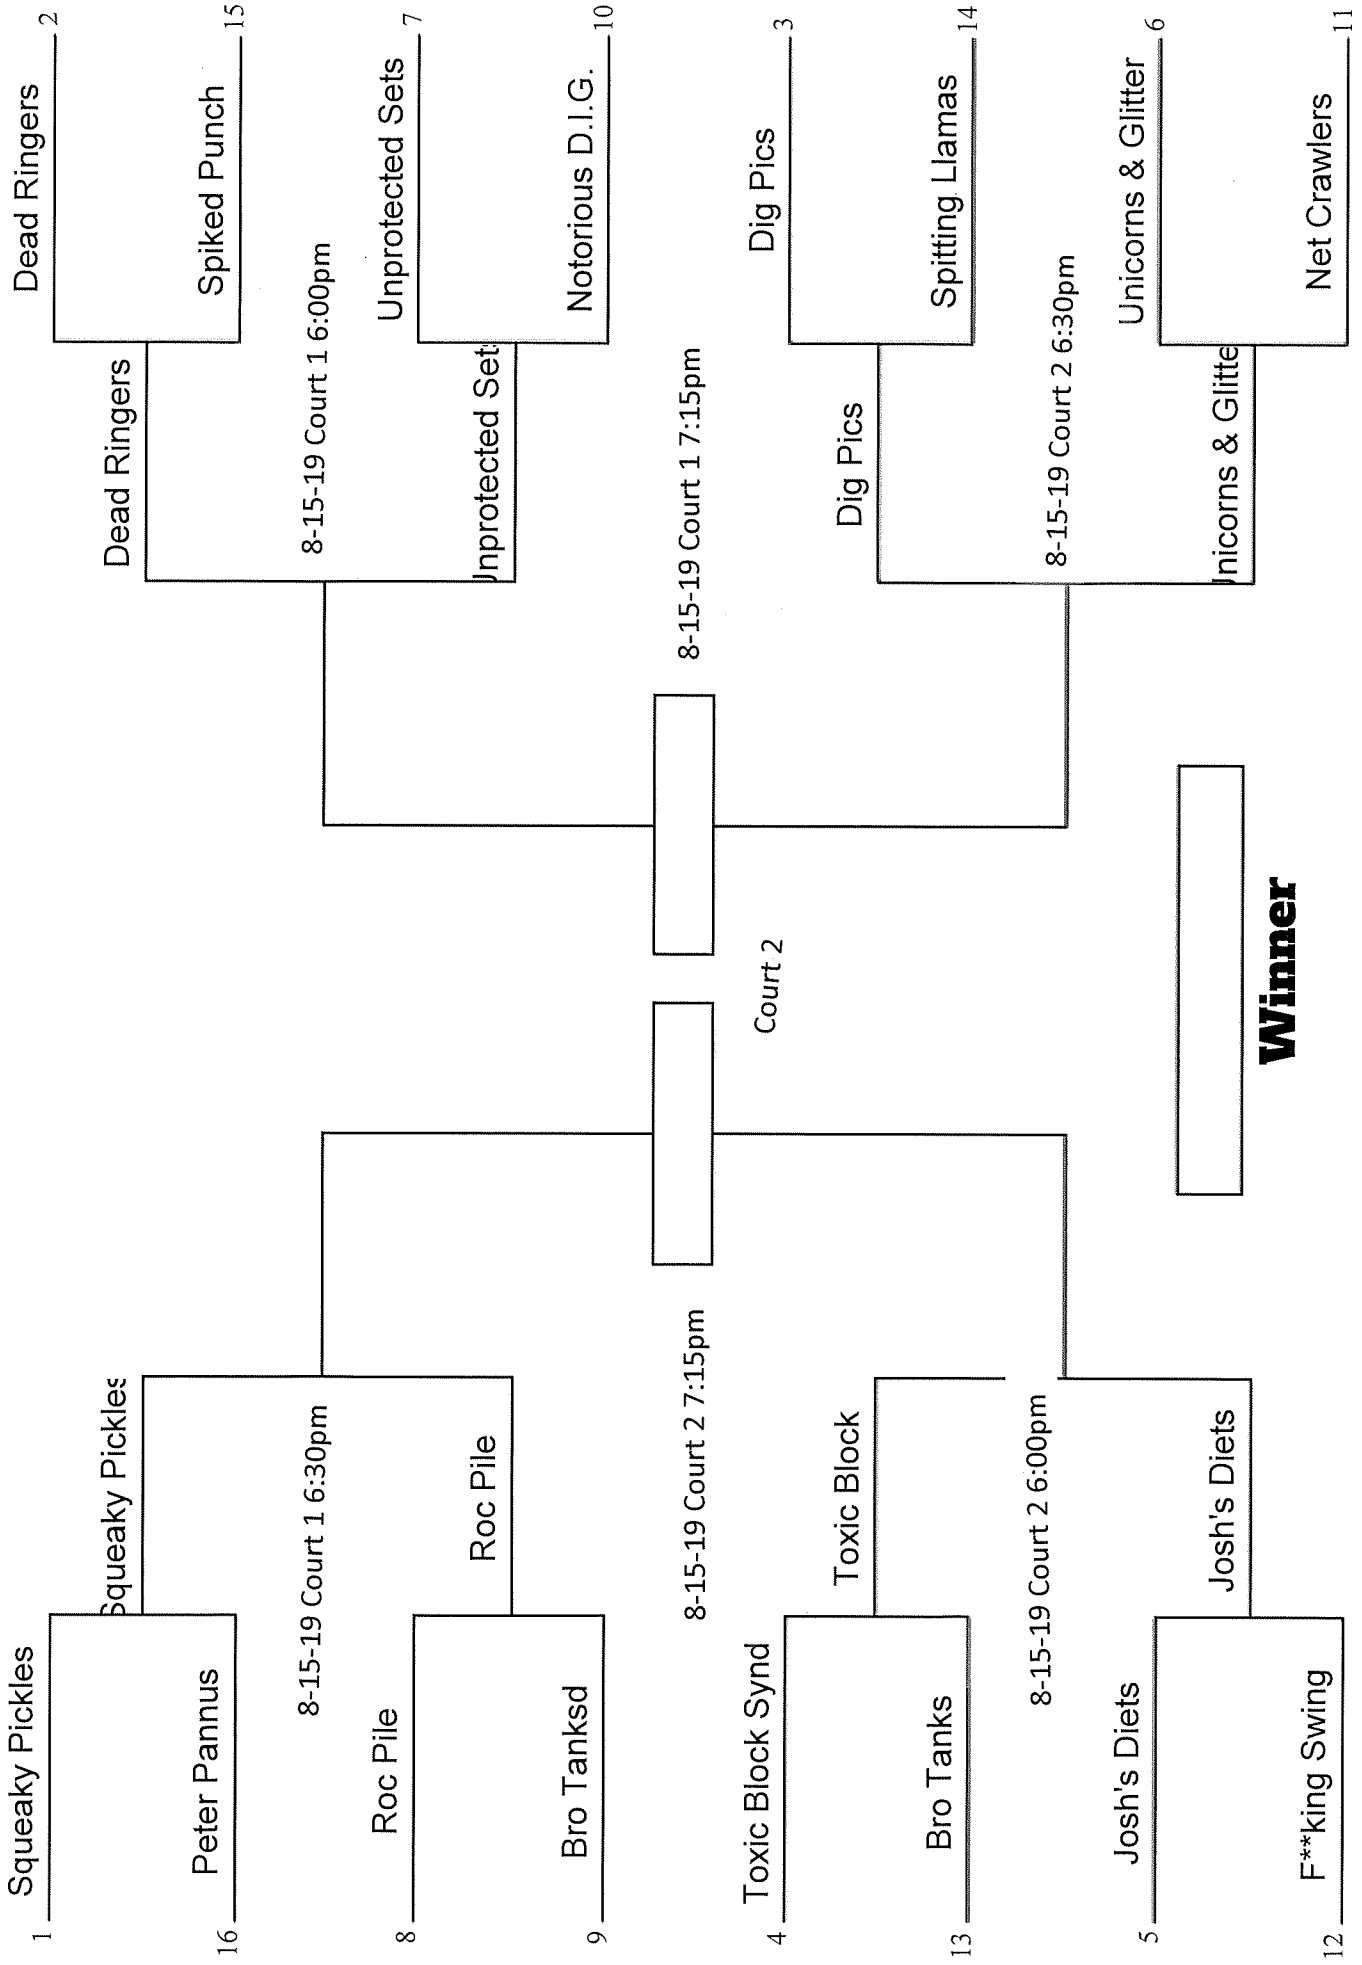 1
Squeaky Pickles
16
Peter Pannus
Squeaky Pickles
8-15-19 Court 1 6:30pm
8
Roc Pile
9
Bro Tanksd
Roc Pile
8-15-19 Court 2 7:15pm
4
Toxic Block Synd
13
Bro Tanks
Toxic Block
8-15-19 Court 2 6:00pm
5
Josh's Diets
12
F**king Swing
Josh's Diets
Court 2
Winner
Dead Ringers
2
Spiked Punch
15
Dead Ringers
8-15-19 Court 1 6:00pm
Unprotected Sets
7
Notorious D.I.G.
10
Unprotected Sets
8-15-19 Court 1 7:15pm
Dig Pics
3
Spitting Llamas
14
Dig Pics
8-15-19 Court 2 6:30pm
Unicorns & Glitter
6
Net Crawlers
11
Unicorns & Glitte